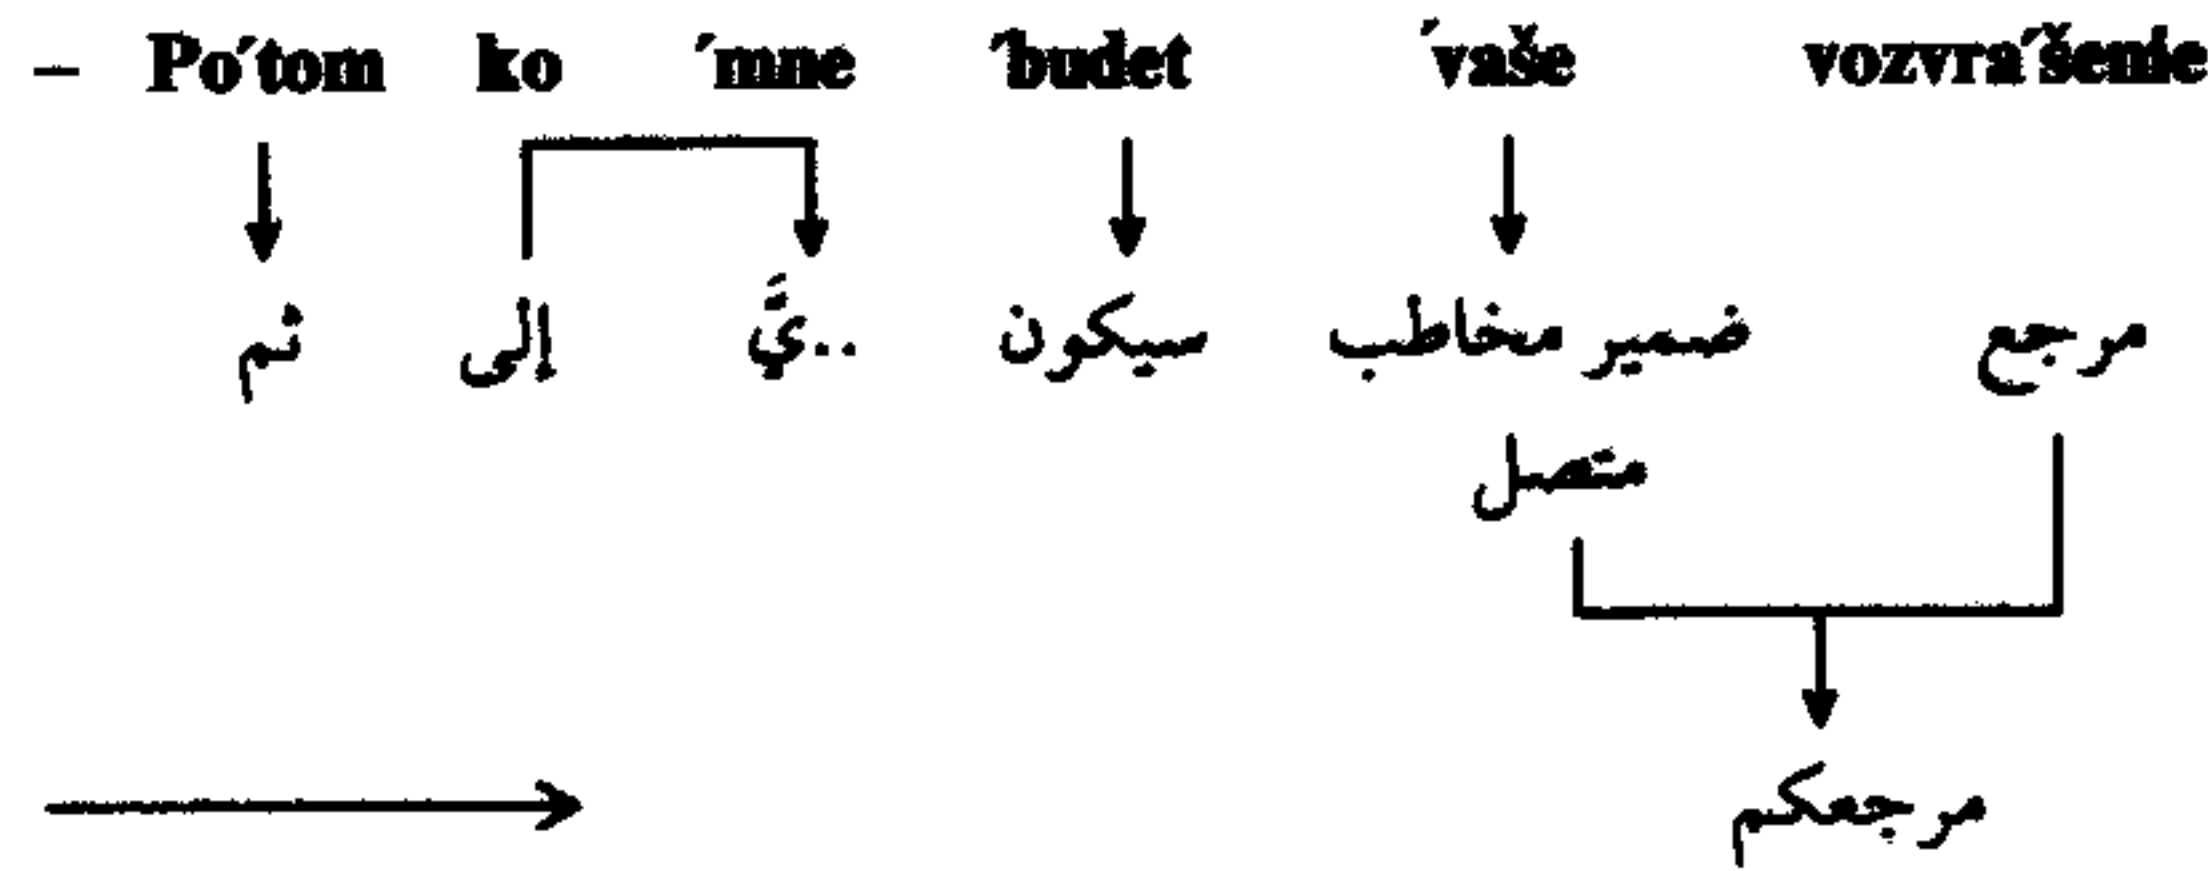 – Po´tom ko ´mne ´budet ´vaše vozvra´šenie
ثم إلى ..يَّ سيكون ضمير مخاطب مرجع
متصل
مرجعكم